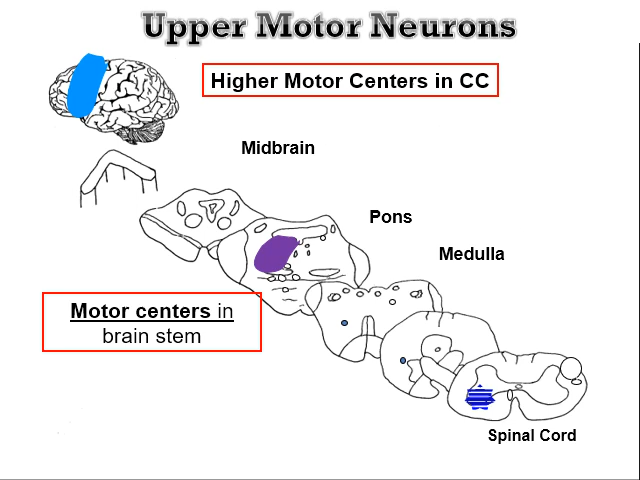 Upper Motor Neurons
Higher Motor Centers in CC
Midbrain
Pons
Medulla
Motor centers in
brain stem
Spinal Cord